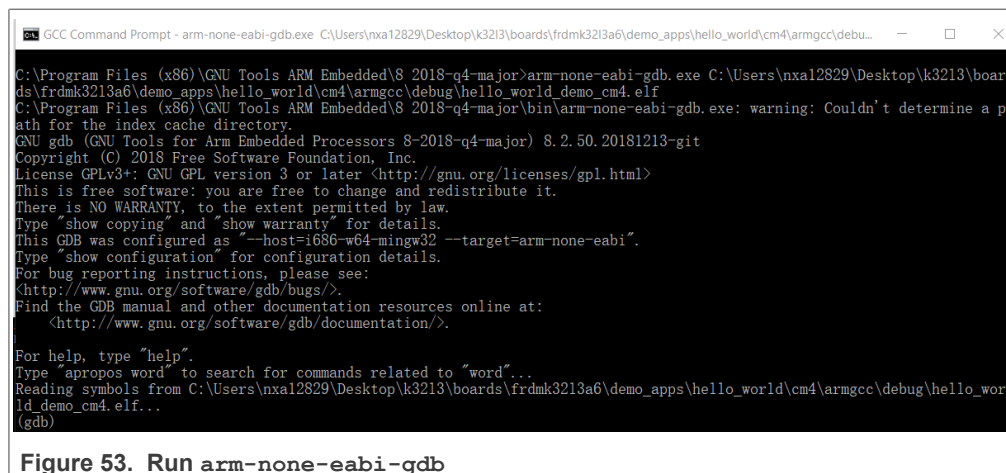 GCC Command Prompt - arm-none-eabi-gdb.exe C:\Users\nxa12829\Desktop\k32l3\boards\frdmk32l3a6\demo_apps\hello_world\cm4\armgcc\debu...
C:\Program Files (x86)\GNU Tools ARM Embedded\8 2018-q4-major>arm-none-eabi-gdb.exe C:\Users\nxa12829\Desktop\k32l3\boar
ds\frdmk32l3a6\demo_apps\hello_world\cm4\armgcc\debug\hello_world_demo_cm4.elf
C:\Program Files (x86)\GNU Tools ARM Embedded\8 2018-q4-major\bin\arm-none-eabi-gdb.exe: warning: Couldn't determine a p
ath for the index cache directory.
GNU gdb (GNU Tools for Arm Embedded Processors 8-2018-q4-major) 8.2.50.20181213-git
Copyright (C) 2018 Free Software Foundation, Inc.
License GPLv3+: GNU GPL version 3 or later <http://gnu.org/licenses/gpl.html>
This is free software: you are free to change and redistribute it.
There is NO WARRANTY, to the extent permitted by law.
Type "show copying" and "show warranty" for details.
This GDB was configured as "--host=i686-w64-mingw32 --target=arm-none-eabi".
Type "show configuration" for configuration details.
For bug reporting instructions, please see:
<http://www.gnu.org/software/gdb/bugs/>.
Find the GDB manual and other documentation resources online at:
    <http://www.gnu.org/software/gdb/documentation/>.
For help, type "help".
Type "apropos word" to search for commands related to "word"...
Reading symbols from C:\Users\nxa12829\Desktop\k32l3\boards\frdmk32l3a6\demo_apps\hello_world\cm4\armgcc\debug\hello_wor
ld_demo_cm4.elf...
(gdb)
Figure 53. Run arm-none-eabi-gdb